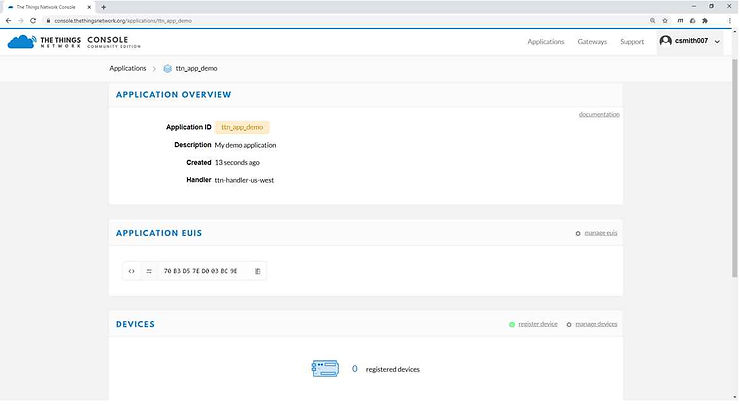 The Things Network Console
console.thethingsnetwork.org/applications/ttn_app_demo
THE THINGS NETWORK
CONSOLE COMMUNITY EDITION
Applications Gateways Support csmith007
Applications > ttn_app_demo
APPLICATION OVERVIEW
documentation
Application ID ttn_app_demo
Description My demo application
Created 13 seconds ago
Handler ttn-handler-us-west
APPLICATION EUIS
manage euis
70 B3 D5 7E D0 03 BC 9E
DEVICES
register device manage devices
0 registered devices